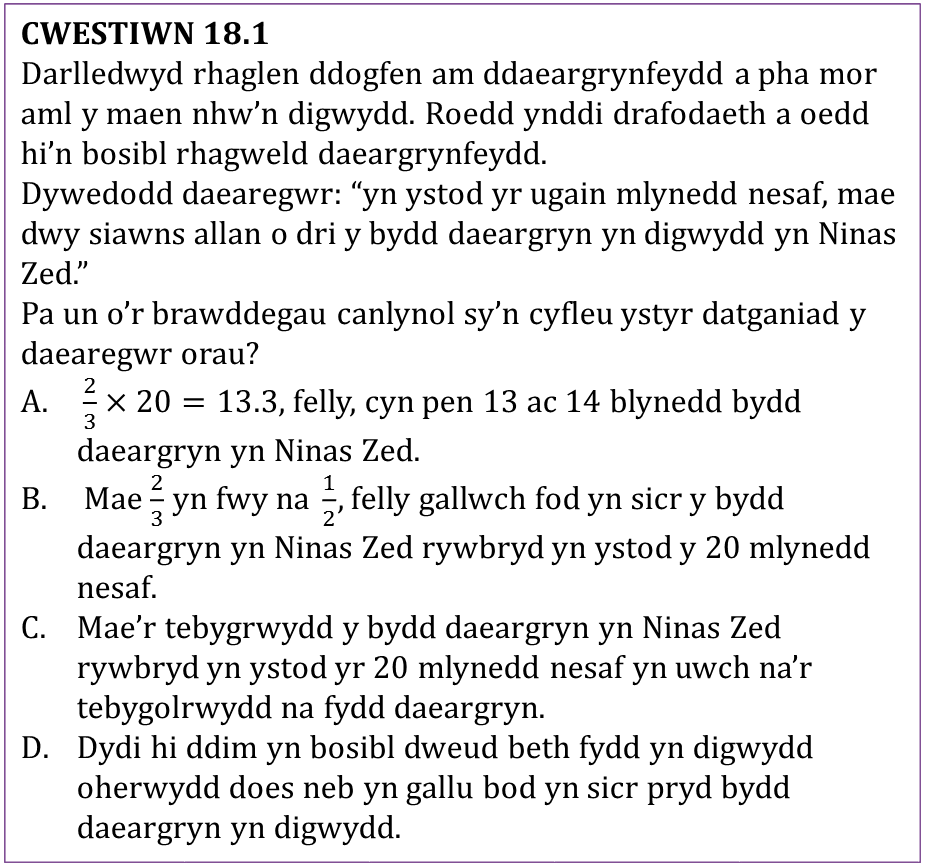 CWESTIWN 18.1
Darlledwyd rhaglen ddogfen am ddaeargrynfeydd a pha mor
aml y maen nhw’n digwydd. Roedd ynddi drafodaeth a oedd
hi’n bosibl rhagweld daeargrynfeydd.
Dywedodd daearegwr: “yn ystod yr ugain mlynedd nesaf, mae
dwy siawns allan o dri y bydd daeargryn yn digwydd yn Ninas
Zed.”
Pa un o’r brawddegau canlynol sy’n cyfleu ystyr datganiad y
daearegwr orau?
A. 2/3 × 20 = 13.3, felly, cyn pen 13 ac 14 blynedd bydd
daeargryn yn Ninas Zed.
B. Mae 2/3 yn fwy na 1/2, felly gallwch fod yn sicr y bydd
daeargryn yn Ninas Zed rywbryd yn ystod y 20 mlynedd
nesaf.
C. Mae’r tebygrwydd y bydd daeargryn yn Ninas Zed
rywbryd yn ystod yr 20 mlynedd nesaf yn uwch na’r
tebygolrwydd na fydd daeargryn.
D. Dydi hi ddim yn bosibl dweud beth fydd yn digwydd
oherwydd does neb yn gallu bod yn sicr pryd bydd
daeargryn yn digwydd.